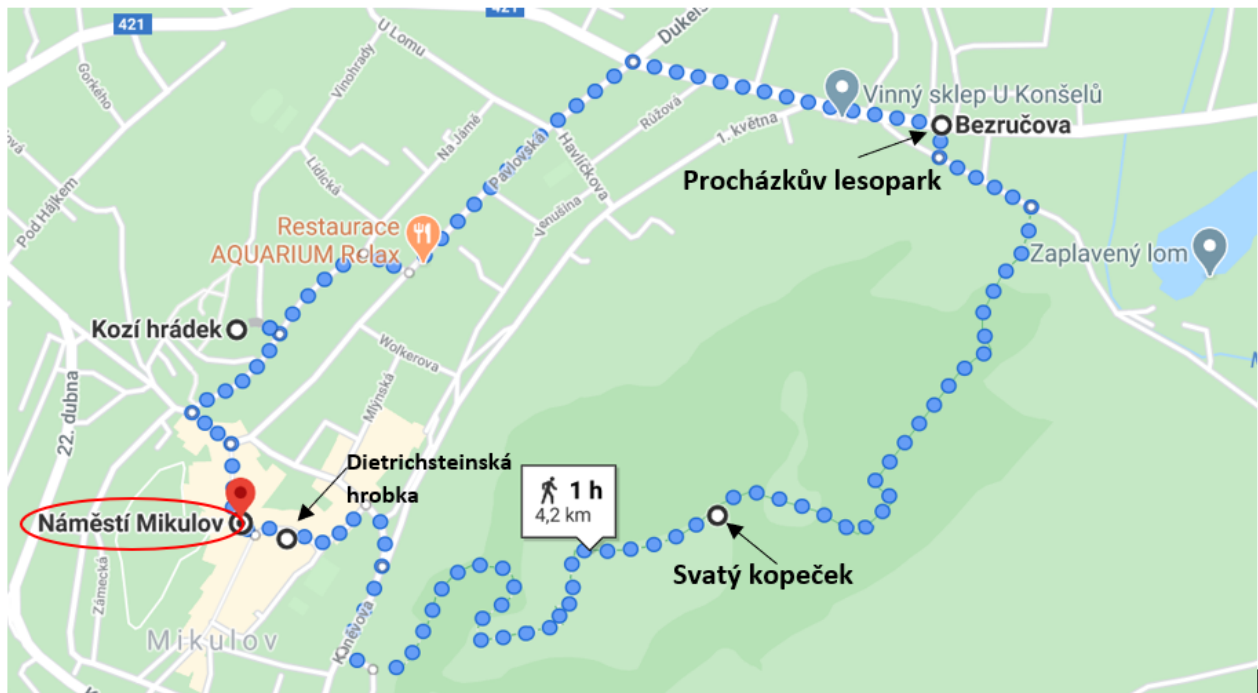 421
421
Dukels
U Lomu
Gorkého
Vinohrady
Vinný sklep U Konšelů
Růžová
Na Jámě
1. května
Bezručova
Havlíčkova
Pavlovská
Lidická
Procházkův lesopark
Pod Hájkem
Venušina
Restaurace
AQUARIUM Relax
Zaplavený lom
Kozí hrádek
Wolkerova
22. dubna
Mlýnská
Dietrichsteinská
hrobka
1 h
4,2 km
Náměstí Mikulov
Svatý kopeček
Zámecká
Mikulov
Koněvova